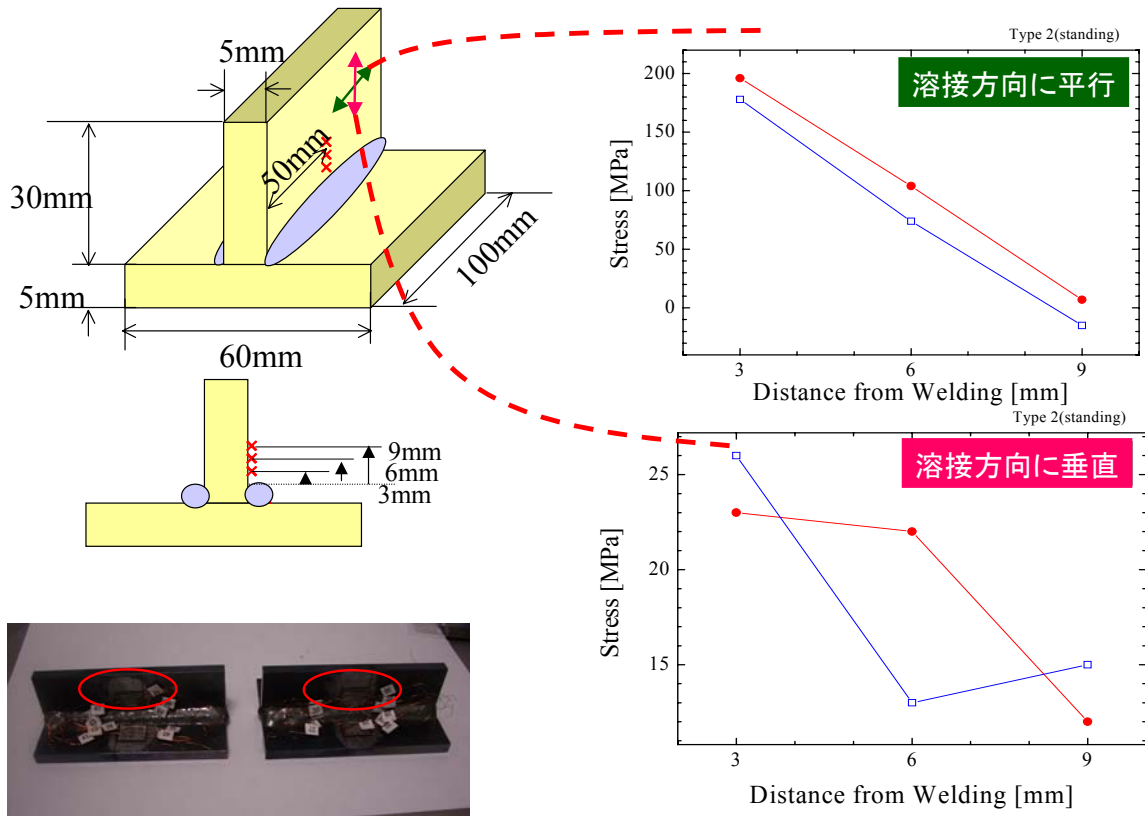 5mm
30mm
50mm
100mm
5mm
60mm
9mm
6mm
3mm
Type 2(standing)
溶接方向に平行
Stress [MPa]
200
150
100
50
0
3
6
9
Distance from Welding [mm]
Type 2(standing)
溶接方向に垂直
Stress [MPa]
25
22
15
3
6
9
Distance from Welding [mm]